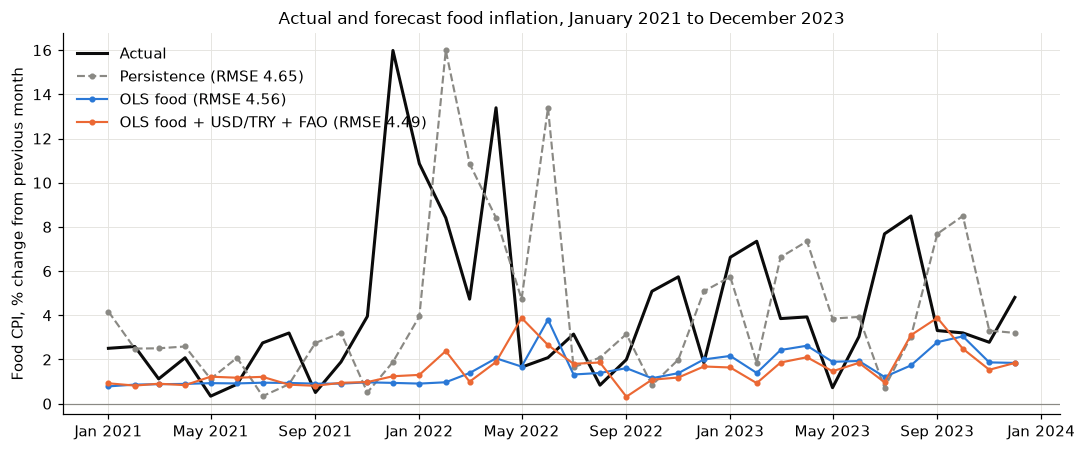 Actual and forecast food inflation, January 2021 to December 2023
Food CPI, % change from previous month
16
14
12
10
8
6
4
2
0
Actual
Persistence (RMSE 4.65)
OLS food (RMSE 4.56)
OLS food + USD/TRY + FAO (RMSE 4.49)
Jan 2021 May 2021 Sep 2021 Jan 2022 May 2022 Sep 2022 Jan 2023 May 2023 Sep 2023 Jan 2024